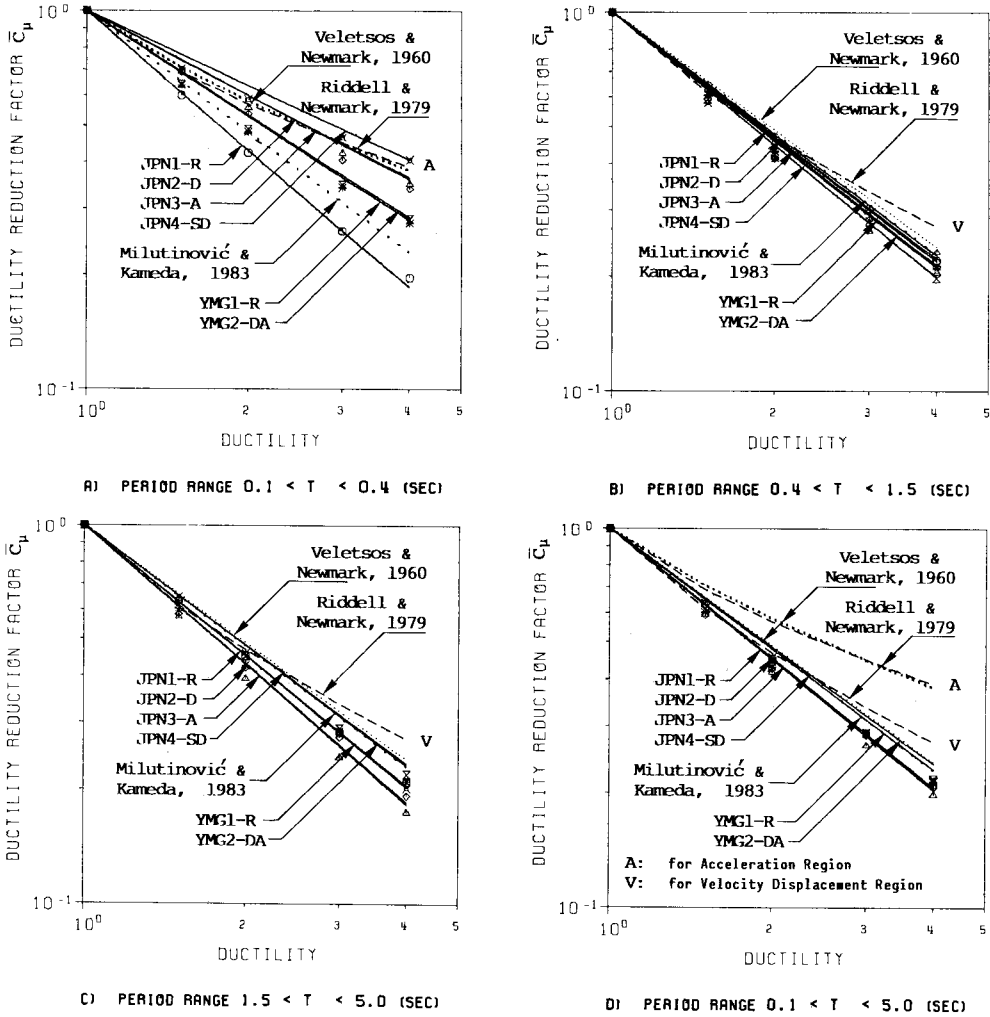 DUCTILITY REDUCTION FACTOR C̅μ
10⁰
Veletsos &
Newmark, 1960
Riddell &
Newmark, 1979
A
JPN1-R
JPN2-D
JPN3-A
JPN4-SD
Milutinović &
Kameda, 1983
YMG1-R
YMG2-DA
10⁻¹
10⁰ 2 3 4 5
DUCTILITY
A) PERIOD RANGE 0.1 < T < 0.4 (SEC)
DUCTILITY REDUCTION FACTOR C̅μ
10⁰
Veletsos &
Newmark, 1960
Riddell &
Newmark, 1979
V
JPN1-R
JPN2-D
JPN3-A
JPN4-SD
Milutinović &
Kameda, 1983
YMG1-R
YMG2-DA
10⁻¹
10⁰ 2 3 4 5
DUCTILITY
B) PERIOD RANGE 0.4 < T < 1.5 (SEC)
DUCTILITY REDUCTION FACTOR C̅μ
10⁰
Veletsos &
Newmark, 1960
Riddell &
Newmark, 1979
JPN1-R
JPN2-D
JPN3-A
JPN4-SD
V
Milutinović &
Kameda, 1983
YMG1-R
YMG2-DA
10⁻¹
10⁰ 2 3 4 5
DUCTILITY
C) PERIOD RANGE 1.5 < T < 5.0 (SEC)
DUCTILITY REDUCTION FACTOR C̅μ
10⁰
Veletsos &
Newmark, 1960
Riddell &
Newmark, 1979
A
JPN1-R
JPN2-D
JPN3-A
JPN4-SD
V
Milutinović &
Kameda, 1983
YMG1-R
YMG2-DA
A: for Acceleration Region
V: for Velocity Displacement Region
10⁻¹
10⁰ 2 3 4 5
DUCTILITY
D) PERIOD RANGE 0.1 < T < 5.0 (SEC)